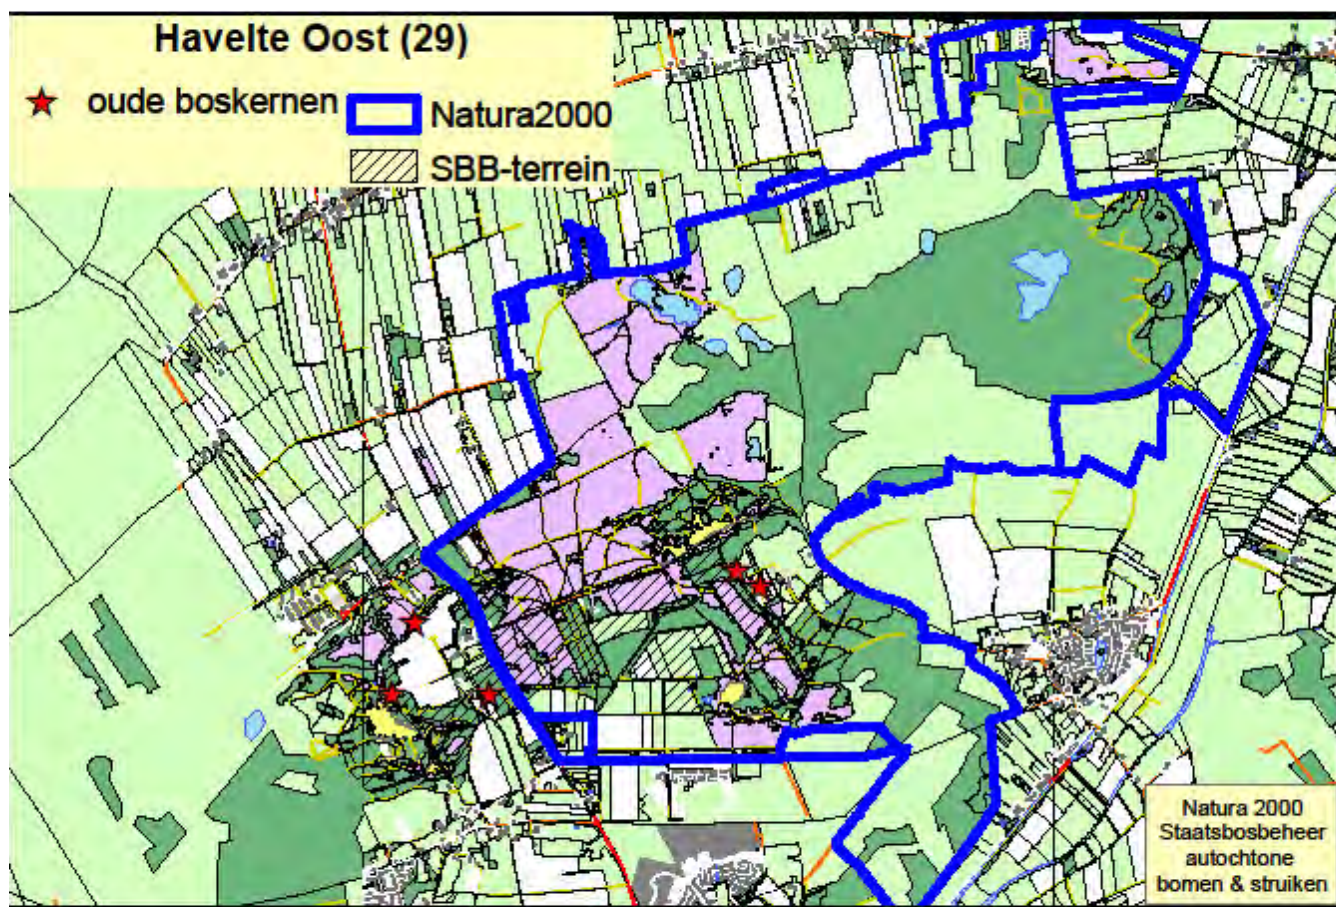 Havelte Oost (29)
oude boskernen
Natura2000
SBB-terrein
Natura 2000
Staatsbosbeheer
autochtone
bomen & struiken